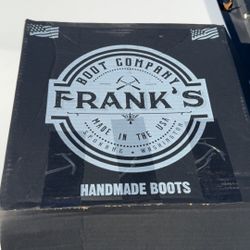 BOOT COMPANY
FRANK'S
MADE IN THE USA
SPOKANE • WASHINGTON
HANDMADE BOOTS